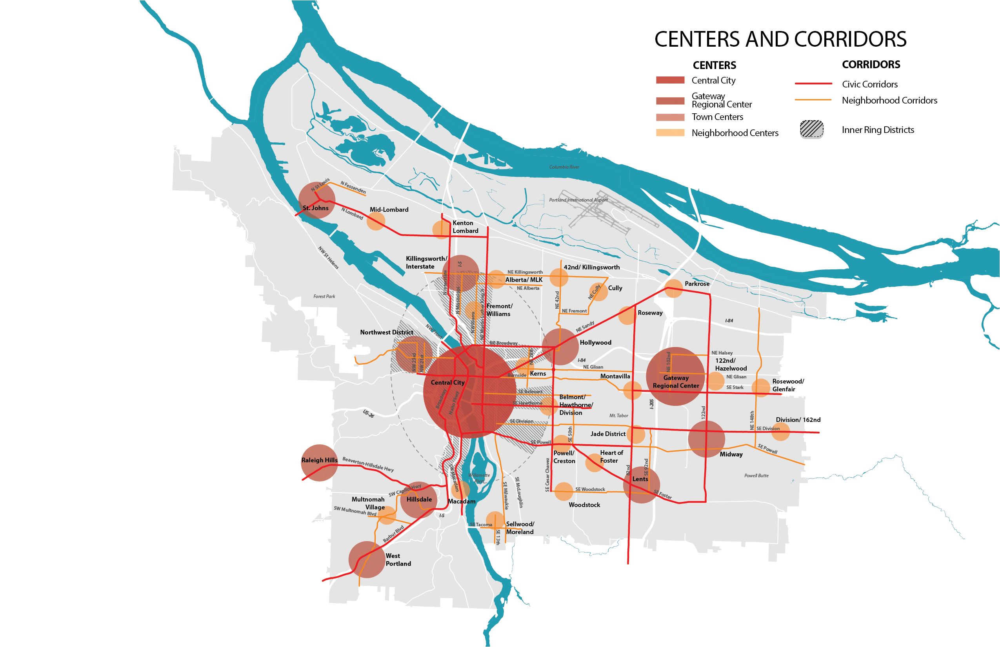 CENTERS AND CORRIDORS
CENTERS
Central City
Gateway
Regional Center
Town Centers
Neighborhood Centers
CORRIDORS
Civic Corridors
Neighborhood Corridors
Inner Ring Districts
Columbia River
Portland International Airport
N St Louis
N Fessenden
St. Johns
N Lombard
Mid-Lombard
Kenton
Lombard
NW St Helens
Killingsworth/
Interstate
I-5
N Interstate
NE Killingsworth
42nd/ Killingsworth
Alberta/ MLK
NE Alberta
NE Cully
Cully
Parkrose
Forest Park
N Mississippi
N Williams
NE Martin Luther King Jr
Fremont/
Williams
NE 42nd
NE Fremont
Roseway
I-84
NE Sandy
Northwest District
NW Front
NE Broadway
Hollywood
NE 28th
I-84
NW 23rd
NW 21st
NE Halsey
NE 102nd
122nd/
Hazelwood
NE Glisan
Kerns
Burnside
Montavilla
Gateway
Regional Center
NE Glisan
SE Stark
Rosewood/
Glenfair
Central City
Broadway
Naito Pkwy
SE Belmont
SE Hawthorne
Belmont/
Hawthorne/
Division
I-205
US-26
Mt. Tabor
122nd
NE 148th
Division/ 162nd
SE Division
SE Division
SE 50th
Jade District
SE Powell
SE Powell
Midway
Powell/
Creston
Heart of
Foster
Raleigh Hills
Beaverton-Hillsdale Hwy
SW Macadam
Willamette
River
SE Milwaukie
SE McLoughlin
SE Cesar Chavez
82nd
SE 92nd
Lents
Powell Butte
SW Capitol Hwy
Hillsdale
Macadam
SE Woodstock
Woodstock
SE Foster
Multnomah
Village
SW Multnomah Blvd
I-5
Barbur Blvd
SE Tacoma
SE 13th
Sellwood/
Moreland
West
Portland